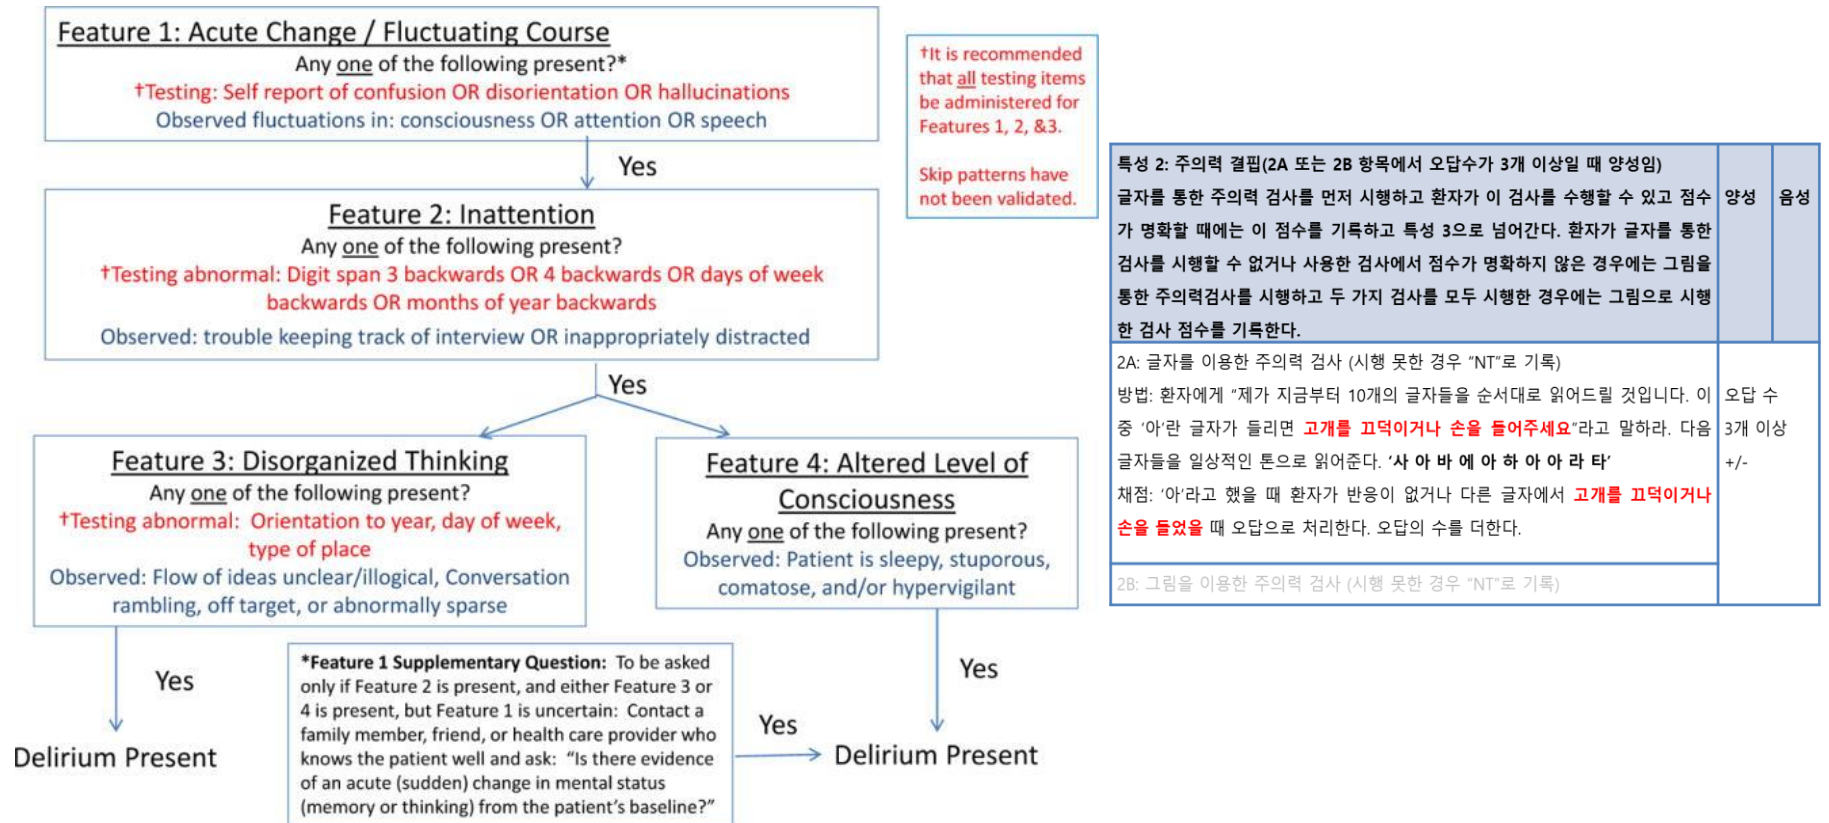 Feature 1: Acute Change / Fluctuating Course
Any one of the following present?*
†Testing: Self report of confusion OR disorientation OR hallucinations
Observed fluctuations in: consciousness OR attention OR speech
Yes
†It is recommended
that all testing items
be administered for
Features 1, 2, &3.
Skip patterns have
not been validated.
Feature 2: Inattention
Any one of the following present?
†Testing abnormal: Digit span 3 backwards OR 4 backwards OR days of week
backwards OR months of year backwards
Observed: trouble keeping track of interview OR inappropriately distracted
Yes
Feature 3: Disorganized Thinking
Any one of the following present?
†Testing abnormal: Orientation to year, day of week,
type of place
Observed: Flow of ideas unclear/illogical, Conversation
rambling, off target, or abnormally sparse
Yes
Delirium Present
Feature 4: Altered Level of
Consciousness
Any one of the following present?
Observed: Patient is sleepy, stuporous,
comatose, and/or hypervigilant
Yes
*Feature 1 Supplementary Question: To be asked
only if Feature 2 is present, and either Feature 3 or
4 is present, but Feature 1 is uncertain: Contact a
family member, friend, or health care provider who
knows the patient well and ask: “Is there evidence
of an acute (sudden) change in mental status
(memory or thinking) from the patient’s baseline?”
Yes
Delirium Present
특성 2: 주의력 결핍(2A 또는 2B 항목에서 오답수가 3개 이상일 때 양성임)
글자를 통한 주의력 검사를 먼저 시행하고 환자가 이 검사를 수행할 수 있고 점수
가 명확할 때에는 이 점수를 기록하고 특성 3으로 넘어간다. 환자가 글자를 통한
검사를 시행할 수 없거나 사용한 검사에서 점수가 명확하지 않은 경우에는 그림을
통한 주의력검사를 시행하고 두 가지 검사를 모두 시행한 경우에는 그림으로 시행
한 검사 점수를 기록한다.
양성
음성
2A: 글자를 이용한 주의력 검사 (시행 못한 경우 “NT”로 기록)
방법: 환자에게 “제가 지금부터 10개의 글자들을 순서대로 읽어드릴 것입니다. 이
중 ‘아’란 글자가 들리면 고개를 끄덕이거나 손을 들어주세요”라고 말하라. 다음
글자들을 일상적인 톤으로 읽어준다. ‘사 아 바 에 아 하 아 아 라 타’
채점: ‘아’라고 했을 때 환자가 반응이 없거나 다른 글자에서 고개를 끄덕이거나
손을 들었을 때 오답으로 처리한다. 오답의 수를 더한다.
오답 수
3개 이상
+/-
2B: 그림을 이용한 주의력 검사 (시행 못한 경우 “NT”로 기록)